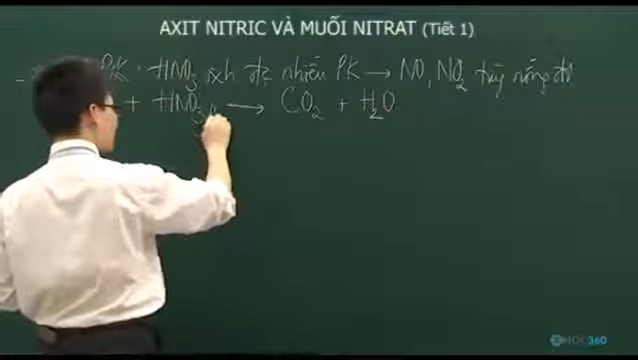 AXIT NITRIC VÀ MUỐI NITRAT (Tiết 1)
PK. HNO3 oxh đc nhiều PK → NO, NO2 tùy nồng độ
+ HNO3 → CO2 + H2O
HOC360